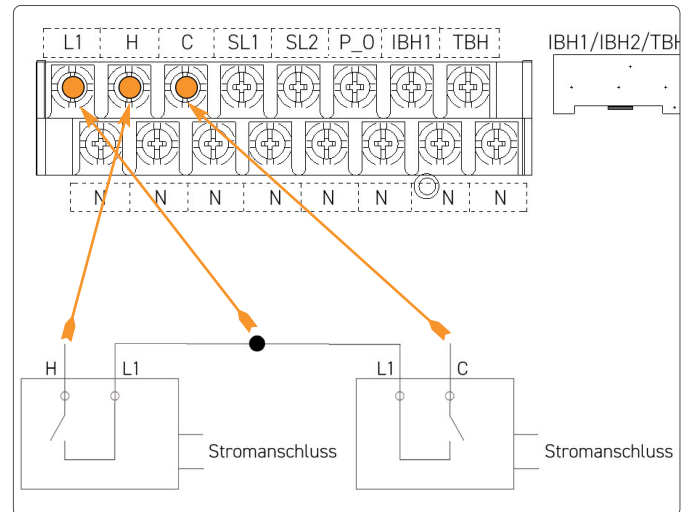 L1 H C SL1 SL2 P_O IBH1 TBH IBH1/IBH2/TBH
N N N N N N N N
H L1 L1 C
Stromanschluss Stromanschluss